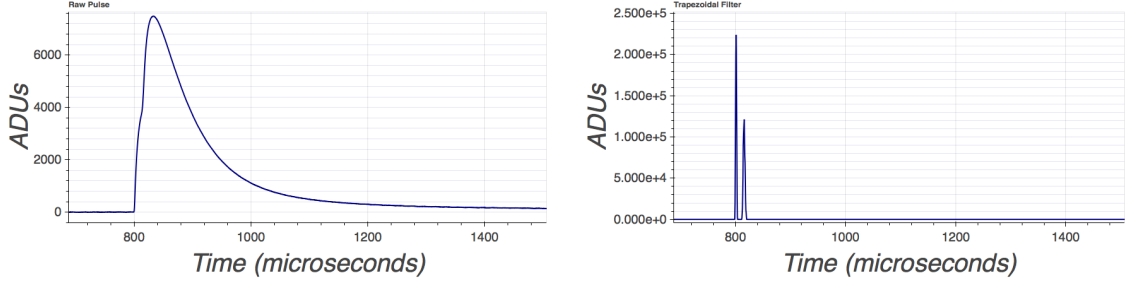 Raw Pulse
6000
4000
2000
0
ADUs
800
1000
1200
1400
Time (microseconds)
Trapezoidal Filter
2.500e+5
2.000e+5
1.500e+5
1.000e+5
5.000e+4
0.000e+0
ADUs
800
1000
1200
1400
Time (microseconds)